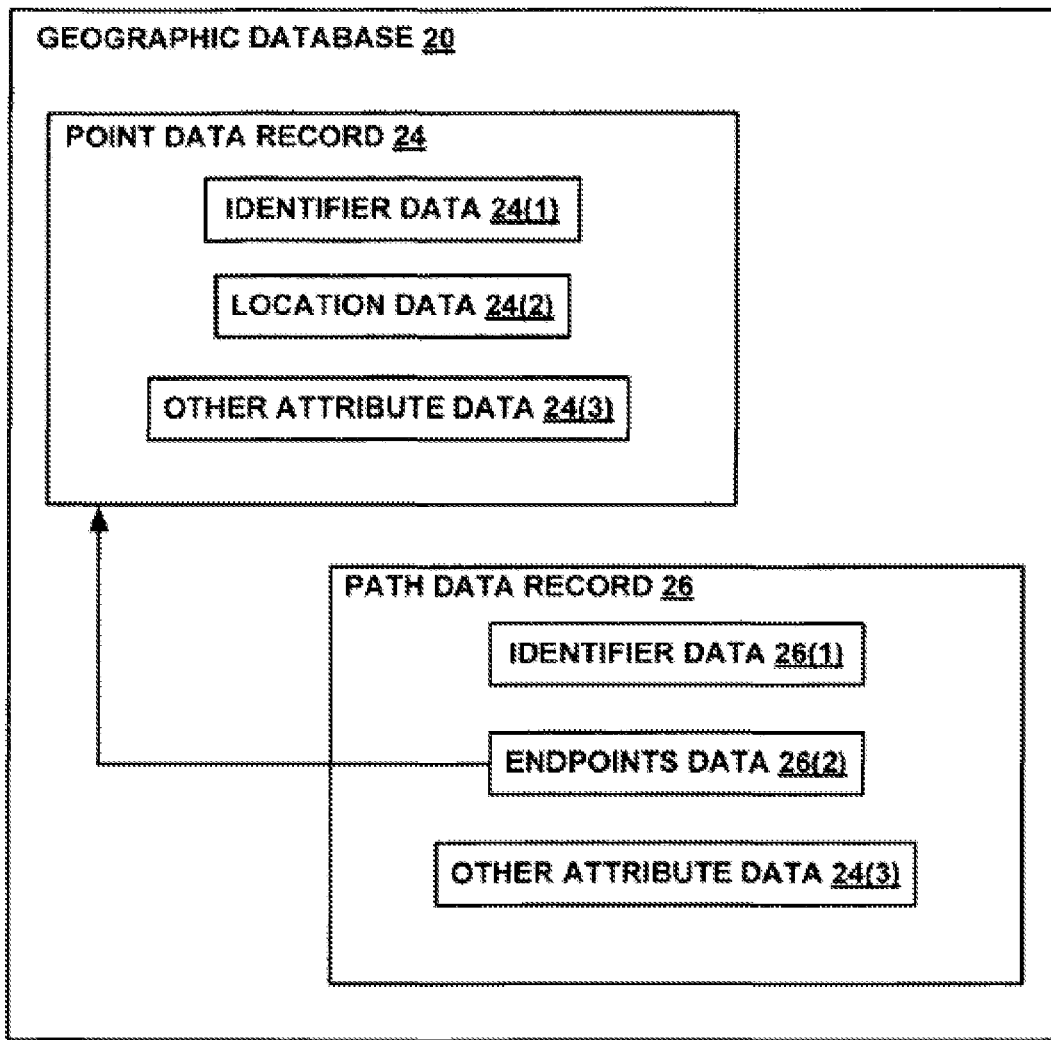 GEOGRAPHIC DATABASE 20
POINT DATA RECORD 24
IDENTIFIER DATA 24(1)
LOCATION DATA 24(2)
OTHER ATTRIBUTE DATA 24(3)
PATH DATA RECORD 26
IDENTIFIER DATA 26(1)
ENDPOINTS DATA 26(2)
OTHER ATTRIBUTE DATA 24(3)